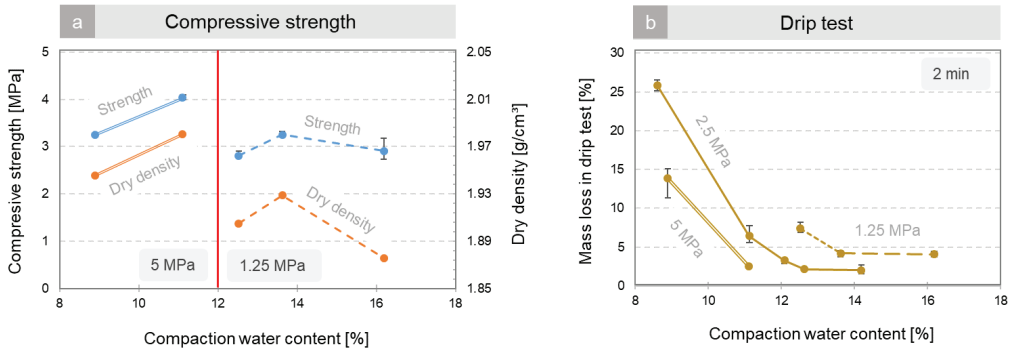 a
Compressive strength
Compresive strength [MPa]
5
4
3
2
1
0
2.05
2.01
1.97
1.93
1.89
1.85
Dry density [g/cm³]
Strength
Dry density
Strength
Dry density
5 MPa
1.25 MPa
8
10
12
14
16
18
Compaction water content [%]
b
Drip test
Mass loss in drip test [%]
30
25
20
15
10
5
0
2 min
2.5 MPa
5 MPa
1.25 MPa
8
10
12
14
16
18
Compaction water content [%]